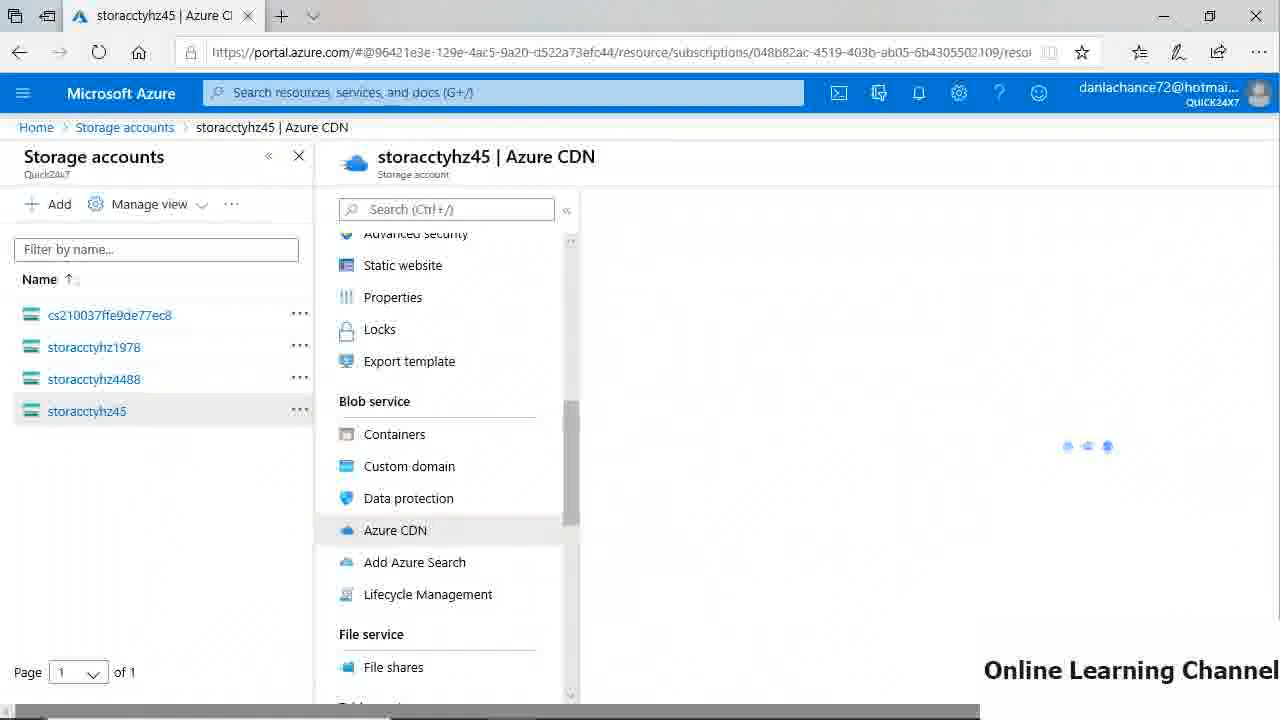 storacctyhz45 | Azure CI
https://portal.azure.com/#@96421e3e-129e-4ac5-9a20-d522a73efc44/resource/subscriptions/048b82ac-4519-403b-ab05-6b4305502109/resou
Microsoft Azure
Search resources, services, and docs (G+/)
danlachance72@hotmai...
QUICK24X7
Home > Storage accounts > storacctyhz45 | Azure CDN
Storage accounts
Quick24x7
storacctyhz45 | Azure CDN
Storage account
Add
Manage view
Search (Ctrl+/)
Filter by name...
Name
cs210037ffe9de77ec8
storacctyhz1978
storacctyhz4488
storacctyhz45
Page 1 of 1
Advanced security
Static website
Properties
Locks
Export template
Blob service
Containers
Custom domain
Data protection
Azure CDN
Add Azure Search
Lifecycle Management
File service
File shares
Online Learning Channel